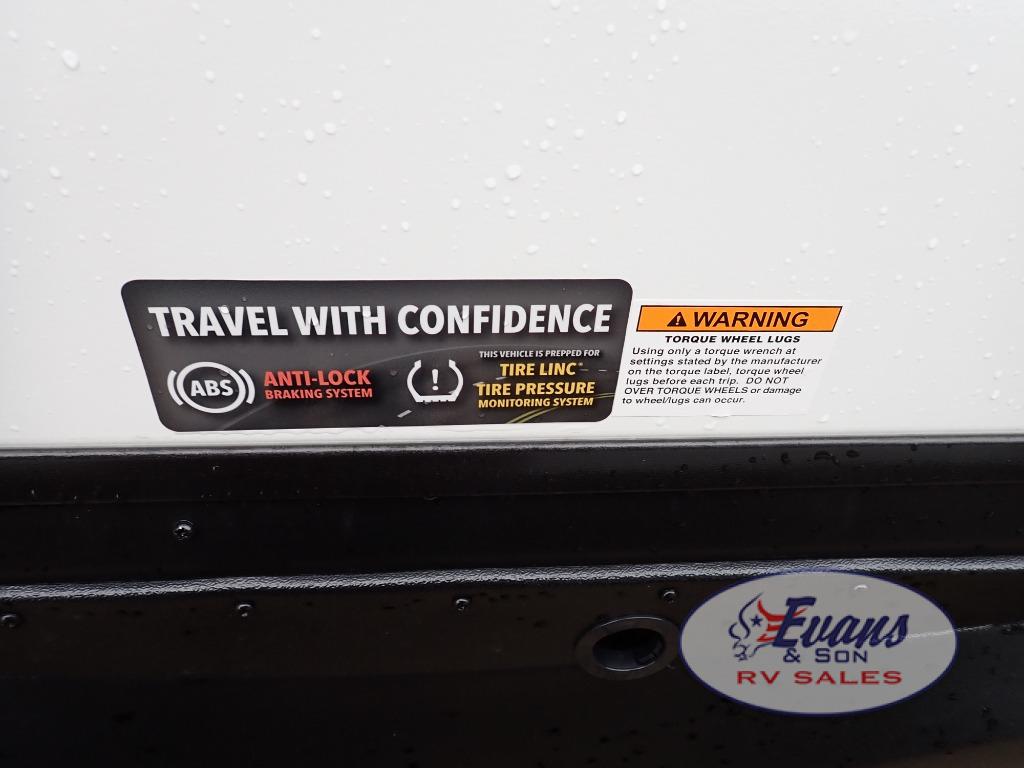 TRAVEL WITH CONFIDENCE
ABS
ANTI-LOCK
BRAKING SYSTEM
THIS VEHICLE IS PREPPED FOR
TIRE LINC®
TIRE PRESSURE
MONITORING SYSTEM
WARNING
TORQUE WHEEL LUGS
Using only a torque wrench at
settings stated by the manufacturer
on the torque label, torque wheel
lugs before each trip. DO NOT
OVER TORQUE WHEELS or damage
to wheel/lugs can occur.
Evans
& SON
RV SALES